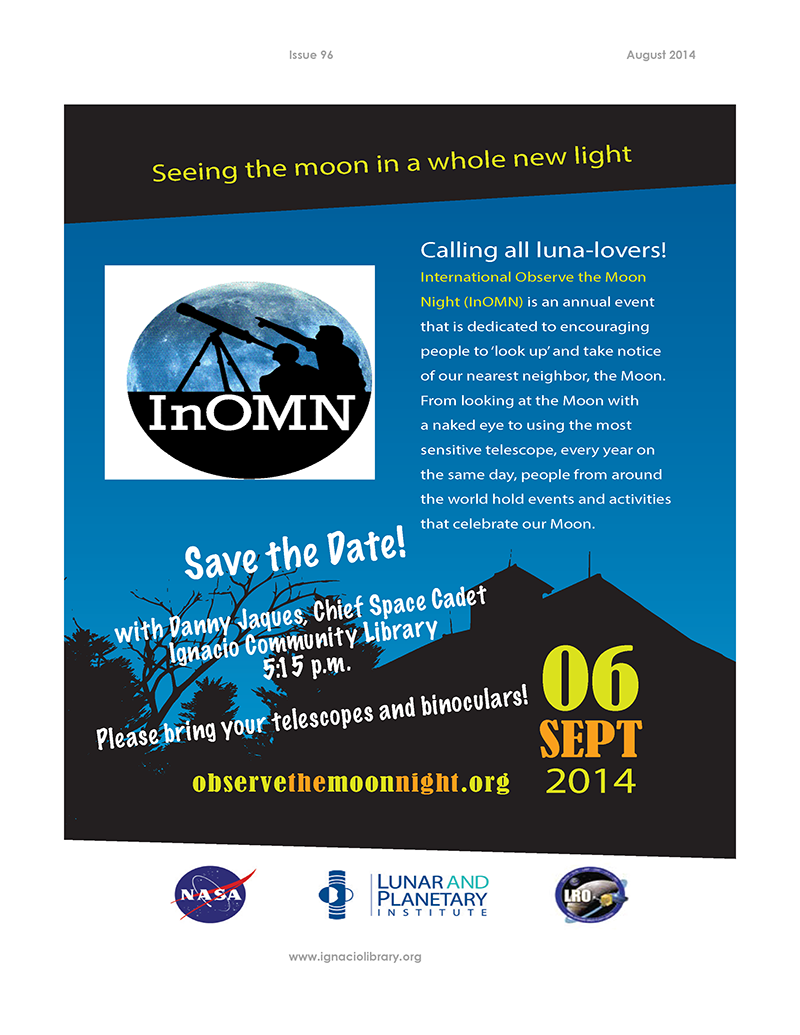 Issue 96 August 2014
Seeing the moon in a whole new light
Calling all luna-lovers!
International Observe the Moon
Night (InOMN) is an annual event
that is dedicated to encouraging
people to ‘look up’ and take notice
of our nearest neighbor, the Moon.
From looking at the Moon with
a naked eye to using the most
sensitive telescope, every year on
the same day, people from around
the world hold events and activities
that celebrate our Moon.
InOMN
Save the Date!
with Danny Jaques, Chief Space Cadet
Ignacio Community Library
5:15 p.m.
Please bring your telescopes and binoculars!
06
SEPT
2014
observethemoonnight.org
NASA
LUNAR AND
PLANETARY
INSTITUTE
LRO
www.ignaciolibrary.org